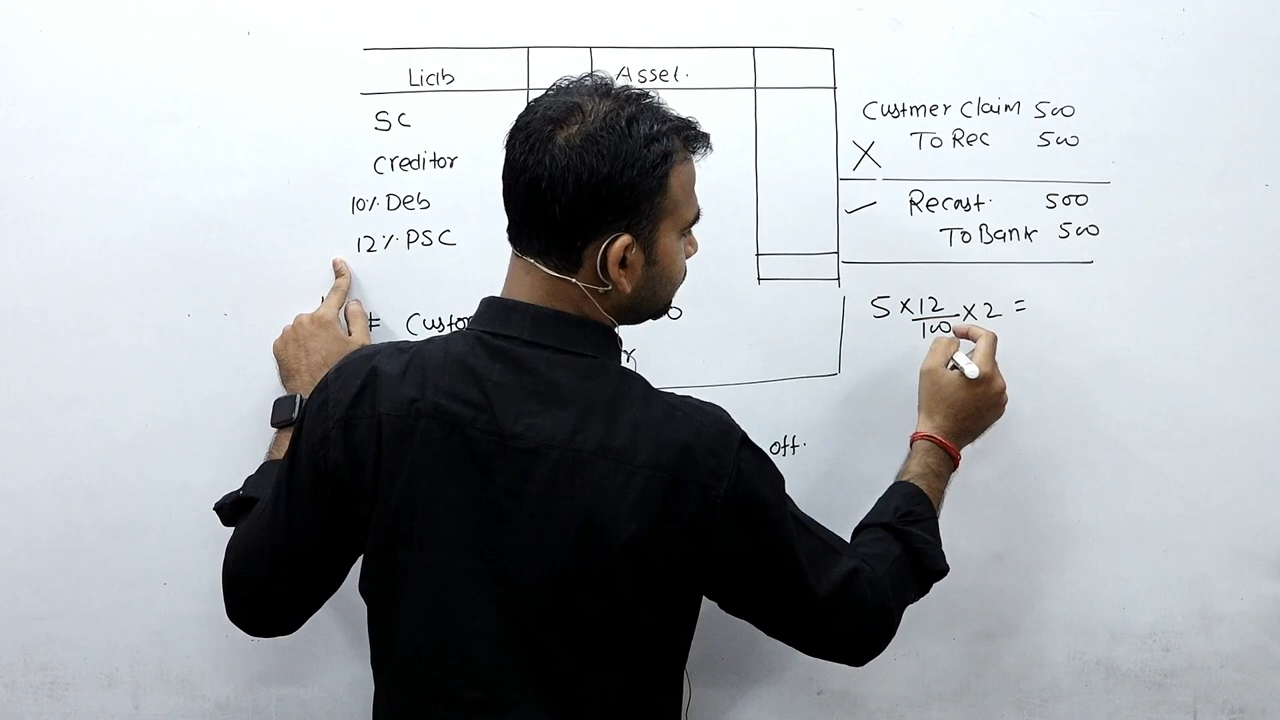 Liab Asset.
SC
Creditor
10% Deb
12% PSC
Custmer Claim 500
To Rec 500
X
✓ Recast. 500
To Bank 500
5 × 12/100 × 2 =
off.